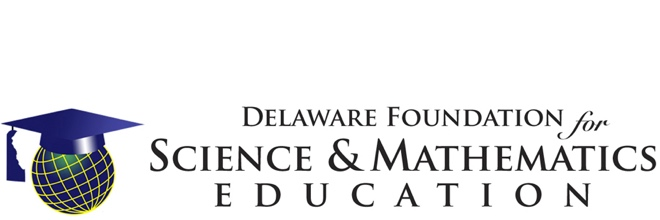 Delaware Foundation for
Science & Mathematics
EDUCATION